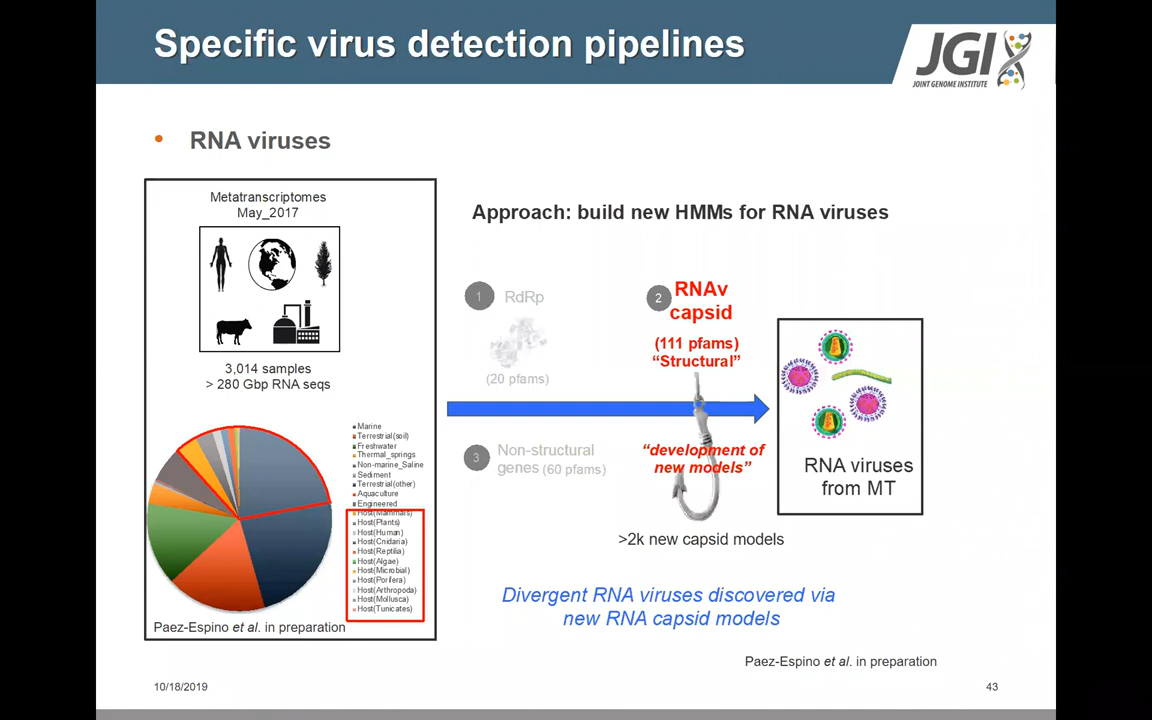 Specific virus detection pipelines
JGI
JOINT GENOME INSTITUTE
• RNA viruses
Metatranscriptomes
May_2017
3,014 samples
> 280 Gbp RNA seqs
Marine
Terrestrial(soil)
Freshwater
Thermal_springs
Non-marine_Saline
Sediment
Terrestrial(other)
Aquaculture
Engineered
Host(Mammals)
Host(Plants)
Host(Human)
Host(Cnidaria)
Host(Reptilia)
Host(Algae)
Host(Microbial)
Host(Porifera)
Host(Arthropoda)
Host(Mollusca)
Host(Tunicates)
Paez-Espino et al. in preparation
Approach: build new HMMs for RNA viruses
1 RdRp
(20 pfams)
2 RNAv
capsid
(111 pfams)
“Structural”
3 Non-structural
genes (60 pfams)
“development of
new models”
>2k new capsid models
RNA viruses
from MT
Divergent RNA viruses discovered via
new RNA capsid models
Paez-Espino et al. in preparation
10/18/2019
43